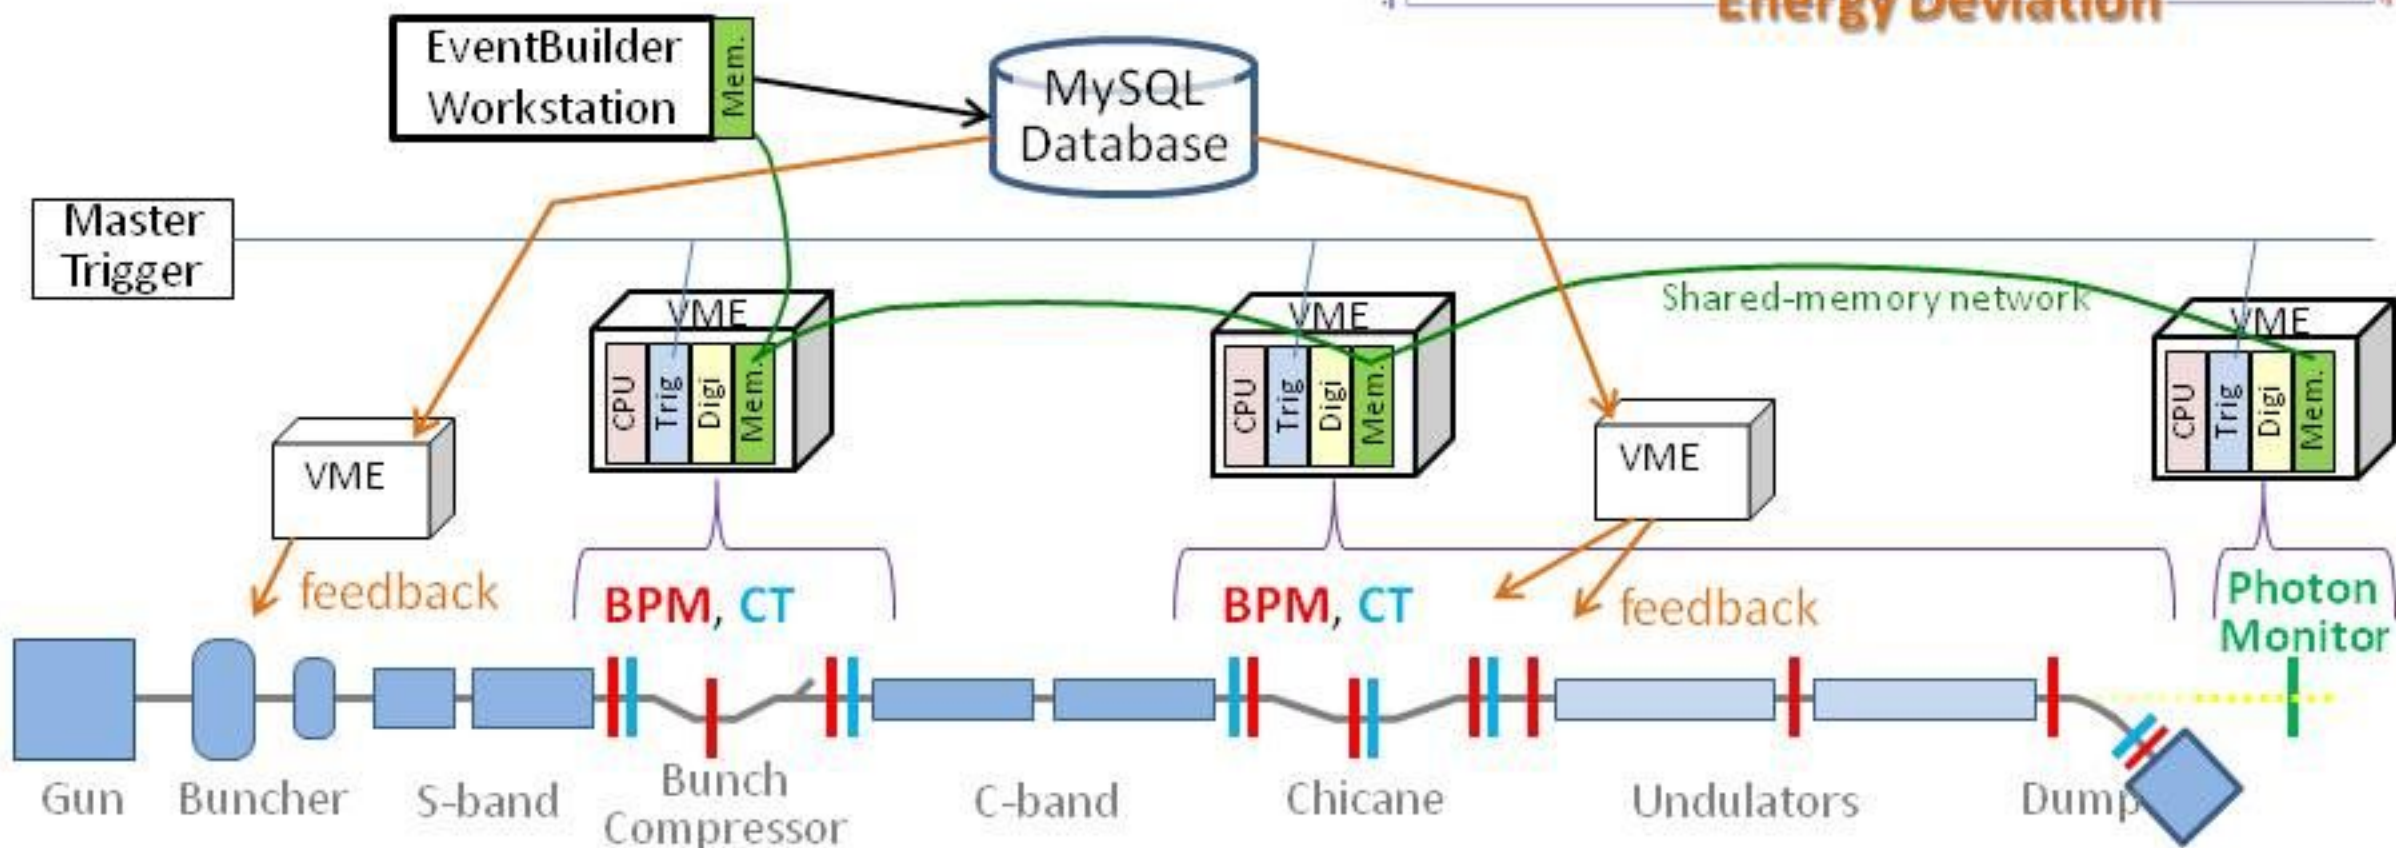 Energy Deviation
EventBuilder
Workstation
Mem.
MySQL
Database
Master
Trigger
VME
CPU
Trig
Digi
Mem.
VME
CPU
Trig
Digi
Mem.
Shared-memory network
VME
CPU
Trig
Digi
Mem.
VME
VME
feedback
BPM, CT
BPM, CT
feedback
Photon
Monitor
Gun
Buncher
S-band
Bunch
Compressor
C-band
Chicane
Undulators
Dump